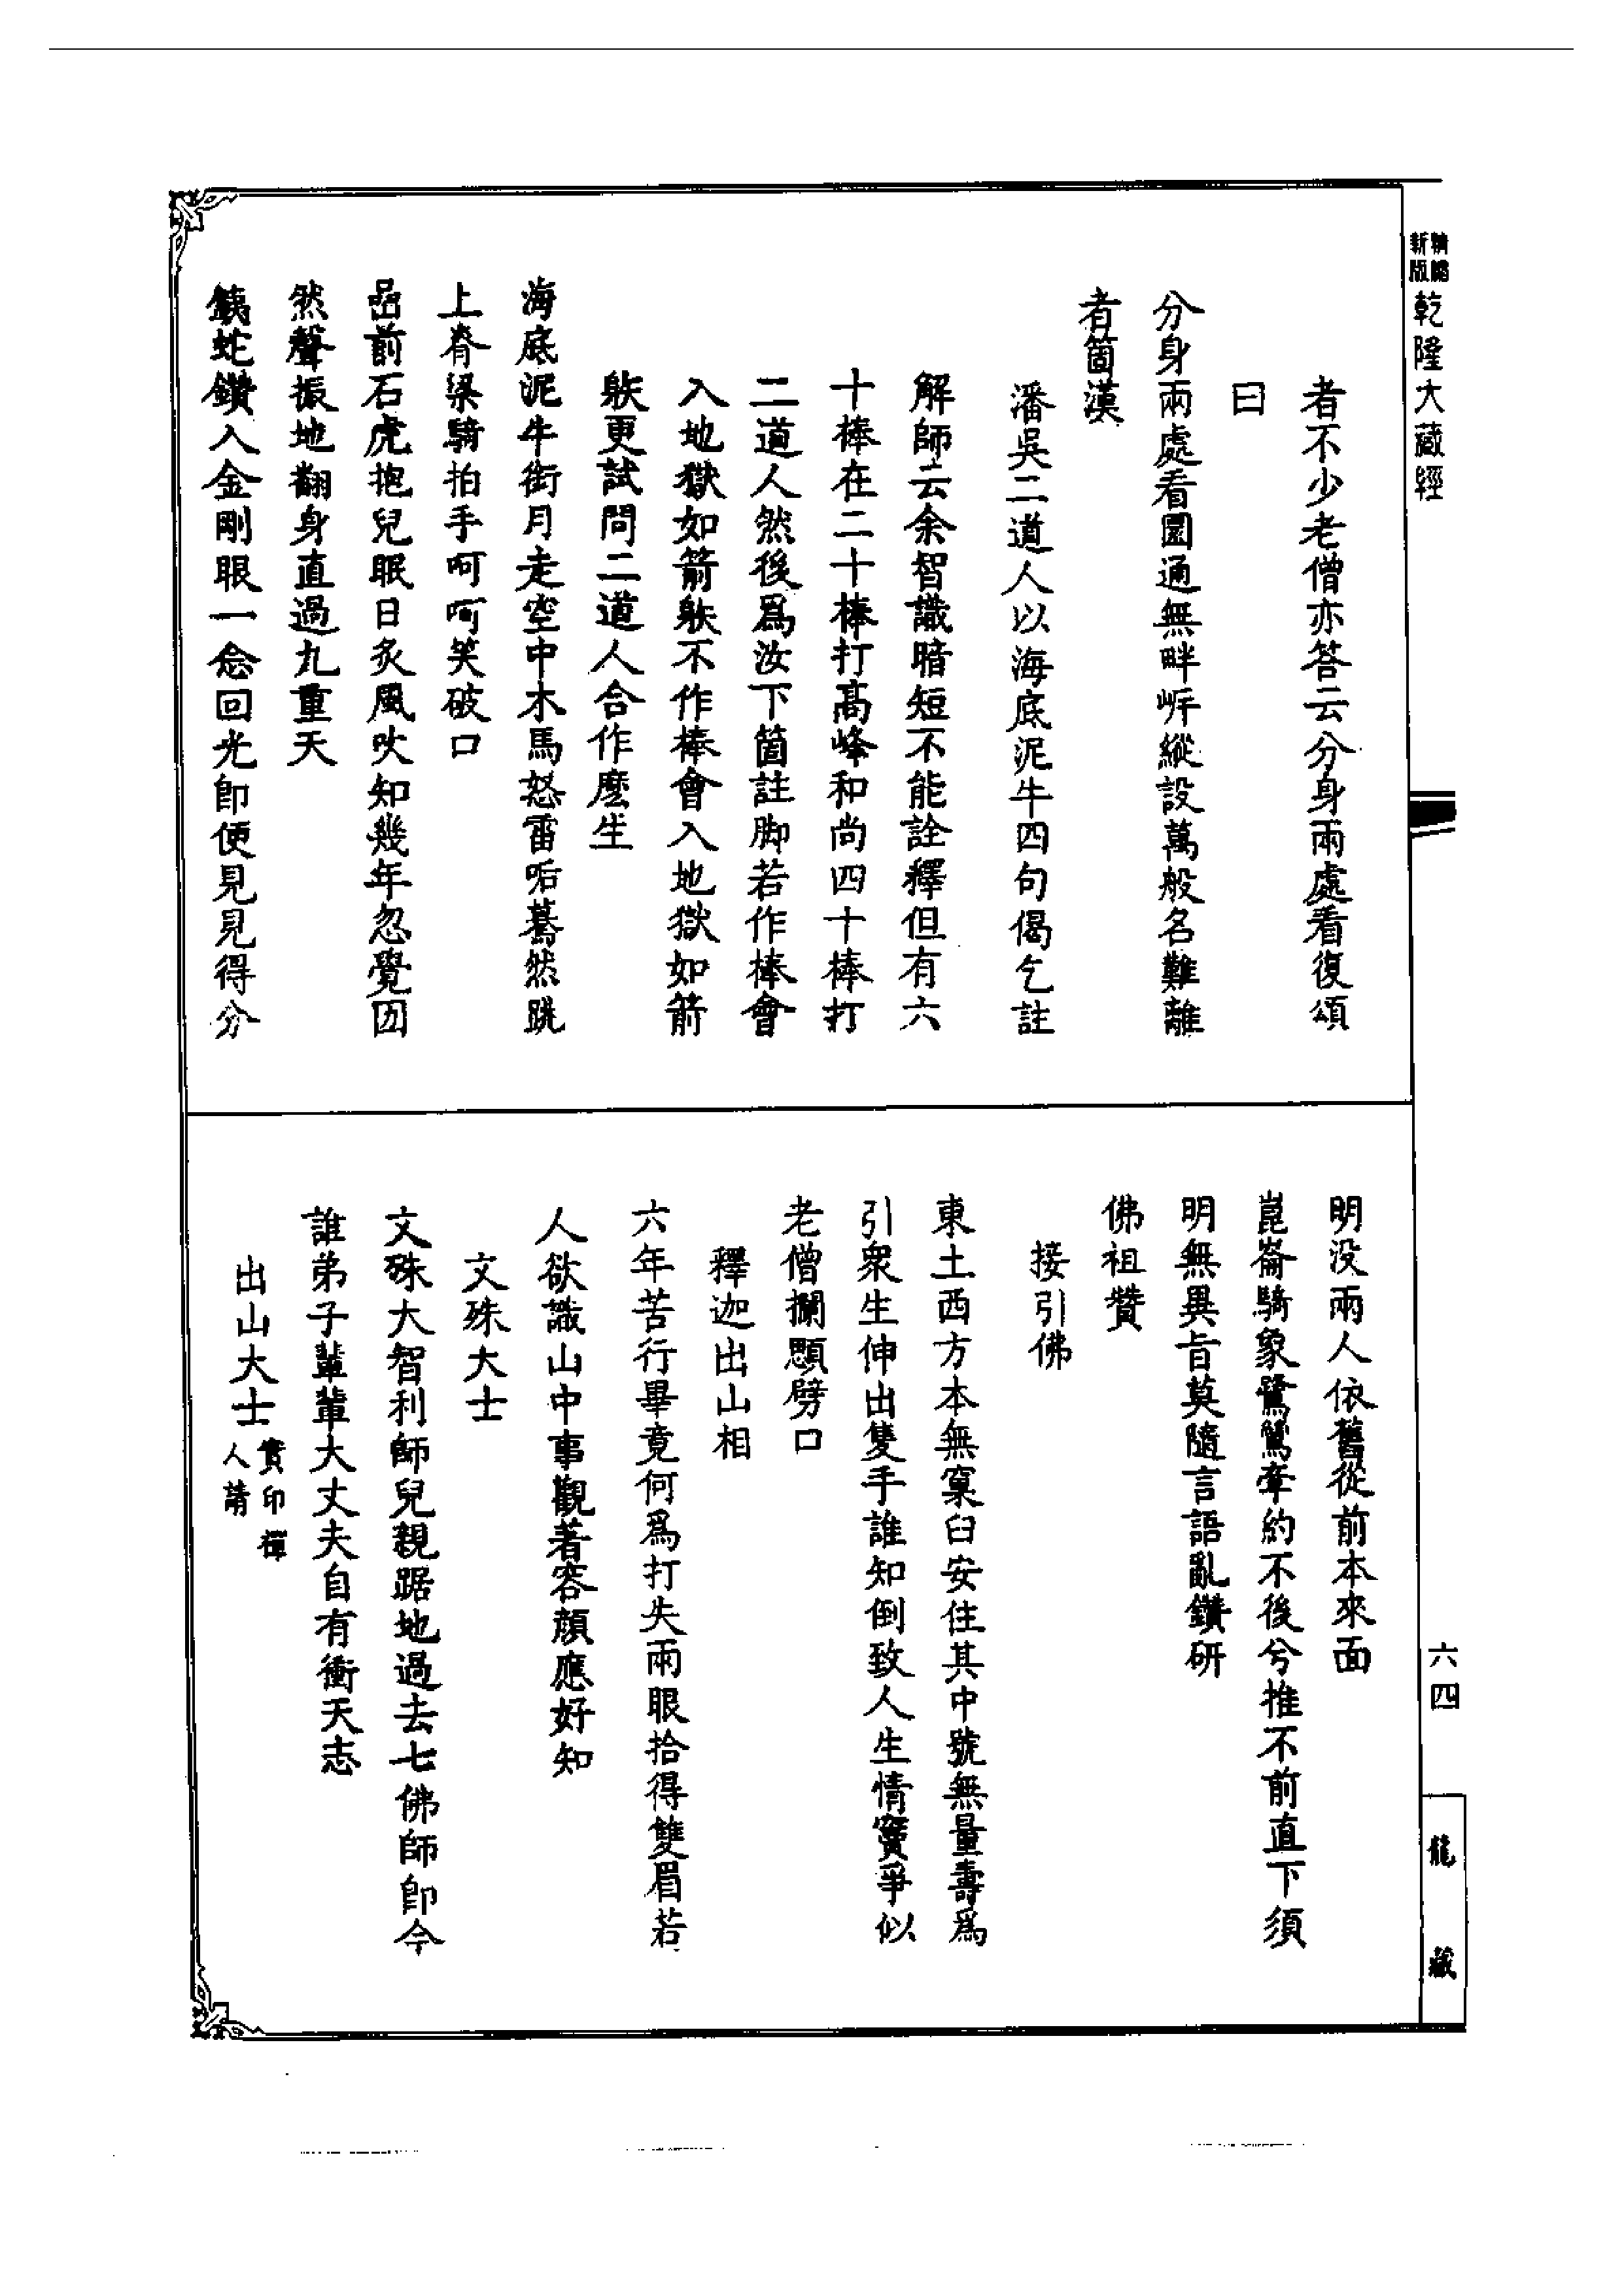 精縮新版
乾隆大藏經
者不少老僧亦答云分身兩處看復頌
曰
分身兩處看圓通無畔岸縱設萬般名難離
者箇漢
潘吳二道人以海底泥牛四句偈乞註
解師云余智識暗短不能詮釋但有六
十棒在二十棒打高峰和尚四十棒打
二道人然後爲汝下箇註脚若作棒會
入地獄如箭躲不作棒會入地獄如箭
躲更試問二道人合作麽生
海底泥牛銜月走空中木馬怒雷吼驀然跳
上脊梁騎拍手呵呵笑破口
嵒前石虎抱兒眠日炙風吹知幾年忽覺㘞
然聲振地翻身直過九重天
鐵蛇鑽入金剛眼一念回光卽便見見得分
明没兩人依舊從前本來面
崑崙騎象鷺鷥牽約不後兮推不前直下須
明無異旨莫隨言語亂鑽研
佛祖贊
接引佛
東土西方本無窠臼安住其中號無量壽爲
引衆生伸出隻手誰知倒致人生情竇爭似
老僧攔顋劈口
釋迦出山相
六年苦行畢竟何爲打失兩眼拾得雙眉若
人欲識山中事觀著容顏應好知
文殊大士
文殊大智利師兒親踞地過去七佛師卽今
誰弟子輩輩大丈夫自有衝天志
出山大士 實印禪人請
六四
龍藏